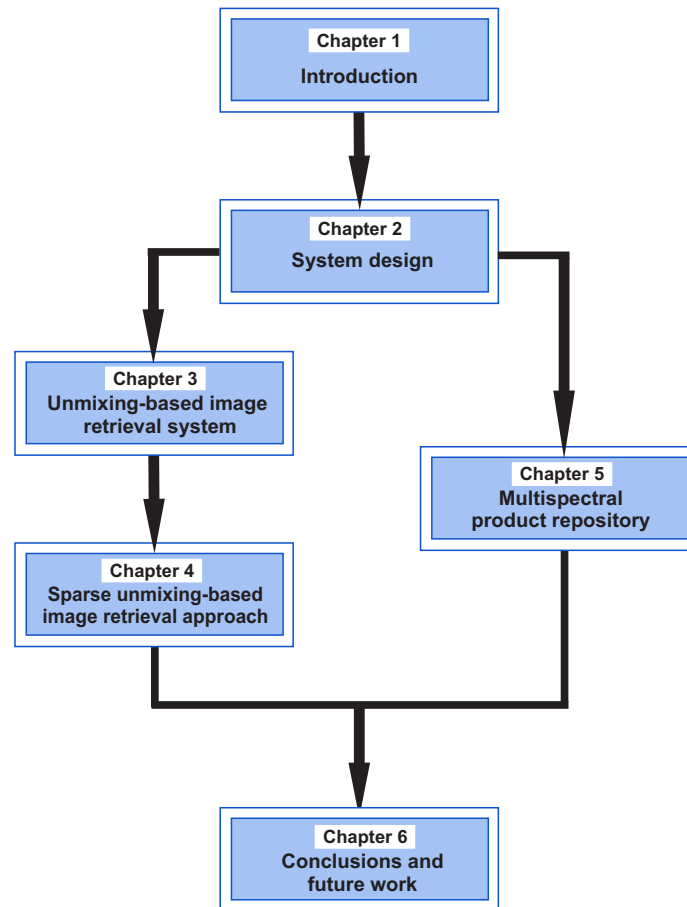 Chapter 1
Introduction
Chapter 2
System design
Chapter 3
Unmixing-based image
retrieval system
Chapter 4
Sparse unmixing-based
image retrieval approach
Chapter 5
Multispectral
product repository
Chapter 6
Conclusions and
future work